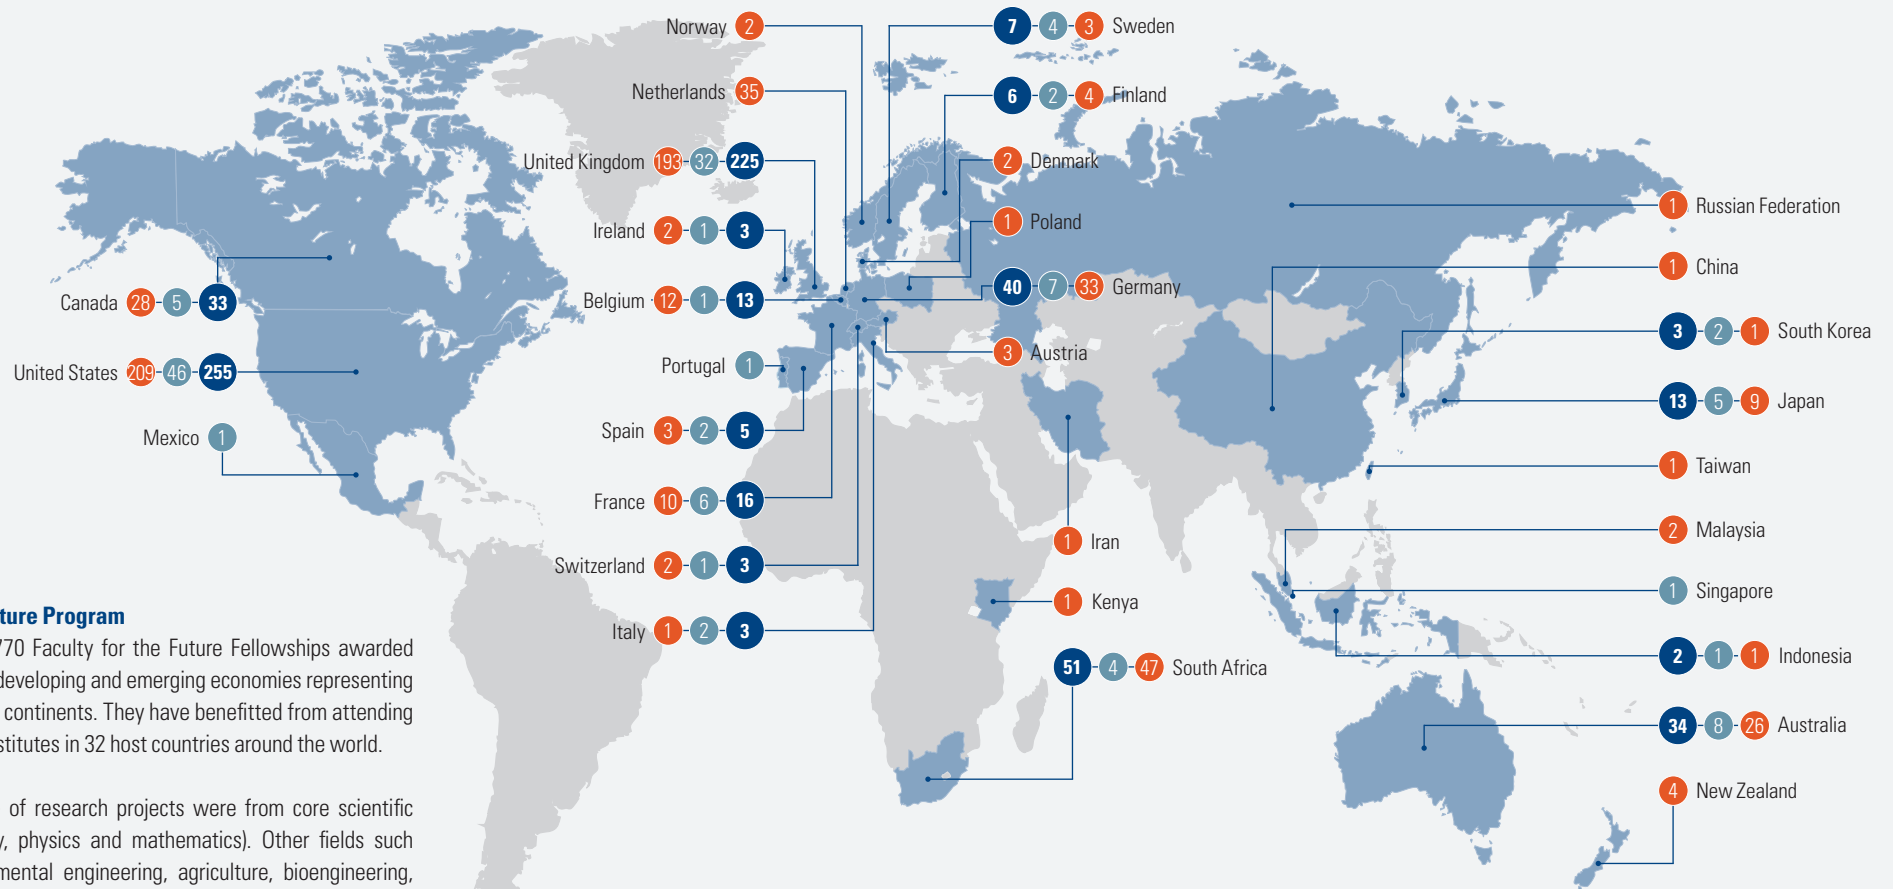 Norway 2
7 4 3 Sweden
Netherlands 35
6 2 4 Finland
United Kingdom 193 32 225
2 Denmark
1 Russian Federation
Ireland 2 1 3
1 Poland
1 China
Canada 28 5 33
Belgium 12 1 13
40 7 33 Germany
3 2 1 South Korea
United States 209 46 255
Portugal 1
3 Austria
13 5 9 Japan
Mexico 1
Spain 3 2 5
1 Taiwan
France 10 6 16
1 Iran
2 Malaysia
Switzerland 2 1 3
1 Kenya
1 Singapore
Italy 1 2 3
51 4 47 South Africa
2 1 1 Indonesia
34 8 26 Australia
4 New Zealand
ture Program
770 Faculty for the Future Fellowships awarded
developing and emerging economies representing
continents. They have benefitted from attending
stitutes in 32 host countries around the world.
of research projects were from core scientific
y, physics and mathematics). Other fields such
mental engineering, agriculture, bioengineering,